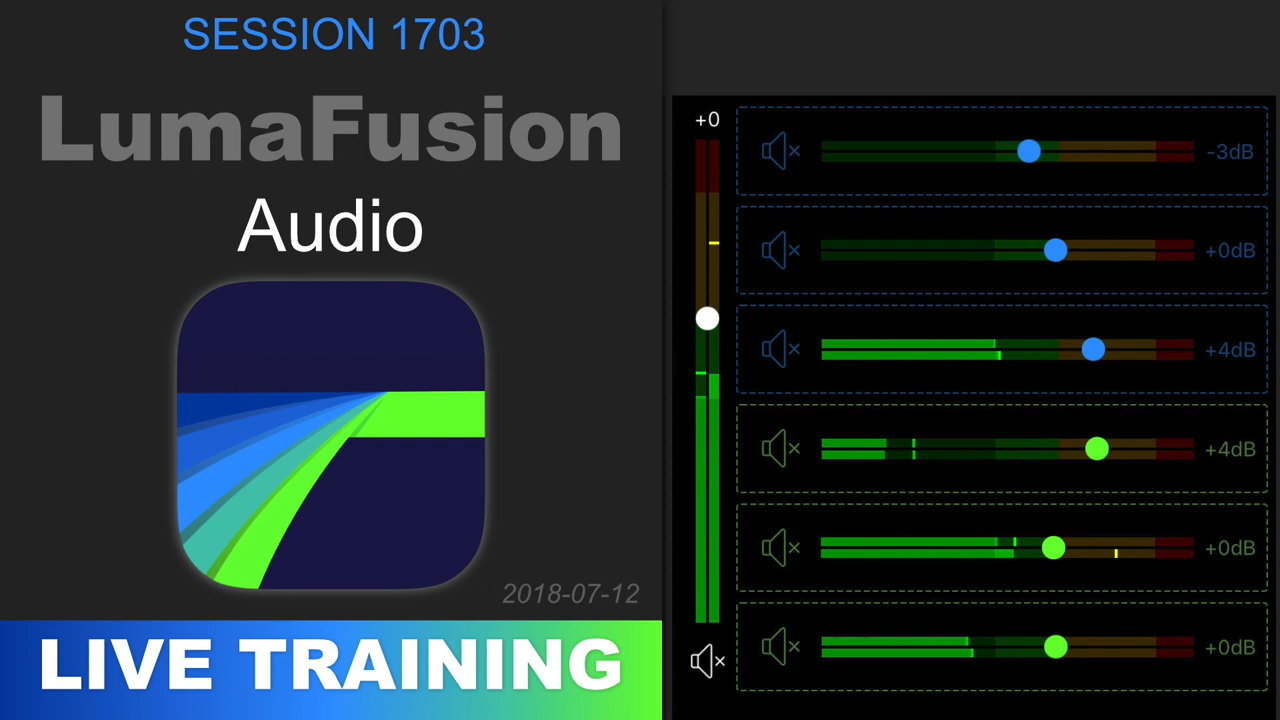 SESSION 1703
LumaFusion
Audio
2018-07-12
LIVE TRAINING
+0
-3dB
+0dB
+4dB
+4dB
+0dB
+0dB